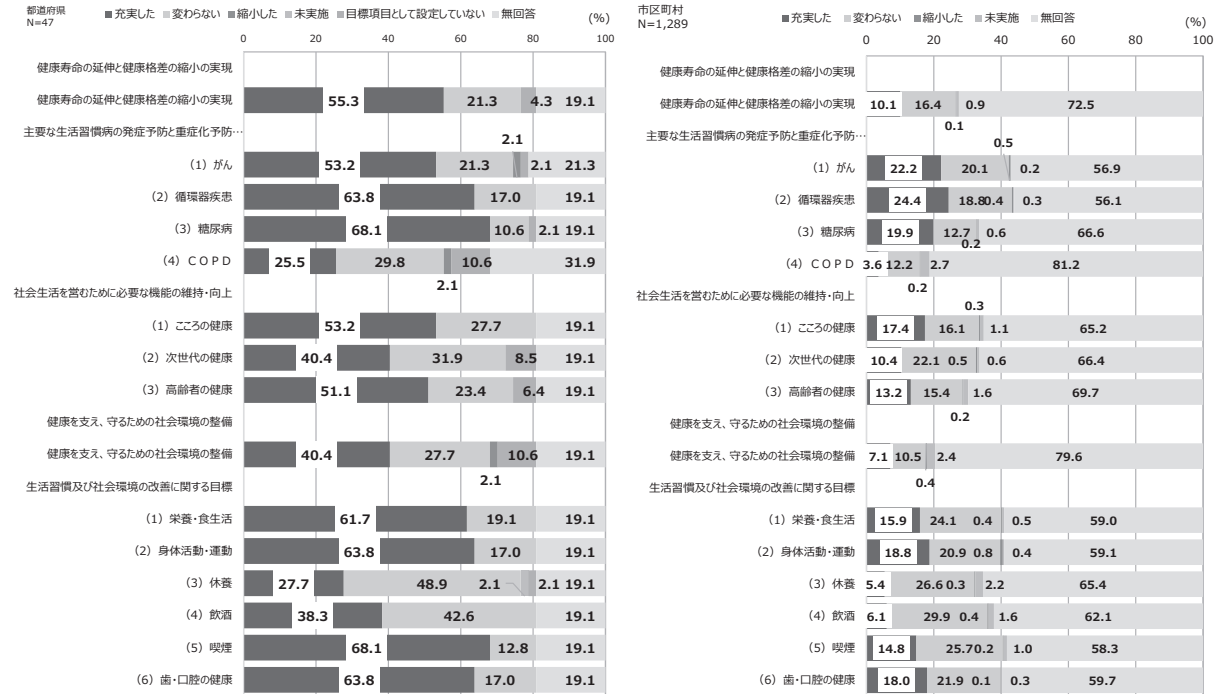 都道府県
N=47
■充実した ■変わらない ■縮小した ■未実施 ■目標項目として設定していない ■無回答
(%)
0 20 40 60 80 100
健康寿命の延伸と健康格差の縮小の実現
健康寿命の延伸と健康格差の縮小の実現 55.3 21.3 4.3 19.1
主要な生活習慣病の発症予防と重症化予防…
2.1
(1) がん 53.2 21.3 2.1 21.3
(2) 循環器疾患 63.8 17.0 19.1
(3) 糖尿病 68.1 10.6 2.1 19.1
(4) ＣＯＰＤ 25.5 29.8 10.6 31.9
2.1
社会生活を営むために必要な機能の維持・向上
(1) こころの健康 53.2 27.7 19.1
(2) 次世代の健康 40.4 31.9 8.5 19.1
(3) 高齢者の健康 51.1 23.4 6.4 19.1
健康を支え、守るための社会環境の整備
健康を支え、守るための社会環境の整備 40.4 27.7 10.6 19.1
2.1
生活習慣及び社会環境の改善に関する目標
(1) 栄養・食生活 61.7 19.1 19.1
(2) 身体活動・運動 63.8 17.0 19.1
(3) 休養 27.7 48.9 2.1 2.1 19.1
(4) 飲酒 38.3 42.6 19.1
(5) 喫煙 68.1 12.8 19.1
(6) 歯・口腔の健康 63.8 17.0 19.1
市区町村
N=1,289
■充実した ■変わらない ■縮小した ■未実施 ■無回答
(%)
0 20 40 60 80 100
健康寿命の延伸と健康格差の縮小の実現
健康寿命の延伸と健康格差の縮小の実現 10.1 16.4 0.9 72.5
0.1
主要な生活習慣病の発症予防と重症化予防…
0.5
(1) がん 22.2 20.1 0.2 56.9
(2) 循環器疾患 24.4 18.8 0.4 0.3 56.1
(3) 糖尿病 19.9 12.7 0.6 66.6
0.2
(4) ＣＯＰＤ 3.6 12.2 2.7 81.2
0.2
社会生活を営むために必要な機能の維持・向上
0.3
(1) こころの健康 17.4 16.1 1.1 65.2
(2) 次世代の健康 10.4 22.1 0.5 0.6 66.4
(3) 高齢者の健康 13.2 15.4 1.6 69.7
0.2
健康を支え、守るための社会環境の整備
健康を支え、守るための社会環境の整備 7.1 10.5 2.4 79.6
0.4
生活習慣及び社会環境の改善に関する目標
(1) 栄養・食生活 15.9 24.1 0.4 0.5 59.0
(2) 身体活動・運動 18.8 20.9 0.8 0.4 59.1
(3) 休養 5.4 26.6 0.3 2.2 65.4
(4) 飲酒 6.1 29.9 0.4 1.6 62.1
(5) 喫煙 14.8 25.7 0.2 1.0 58.3
(6) 歯・口腔の健康 18.0 21.9 0.1 0.3 59.7